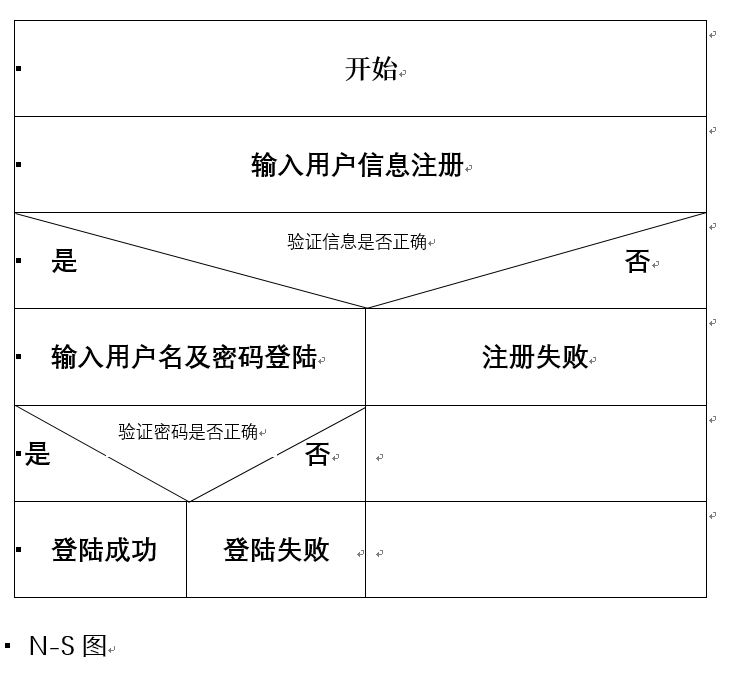 开始
输入用户信息注册
验证信息是否正确
是
否
输入用户名及密码登陆
注册失败
验证密码是否正确
是
否
登陆成功
登陆失败
N-S 图